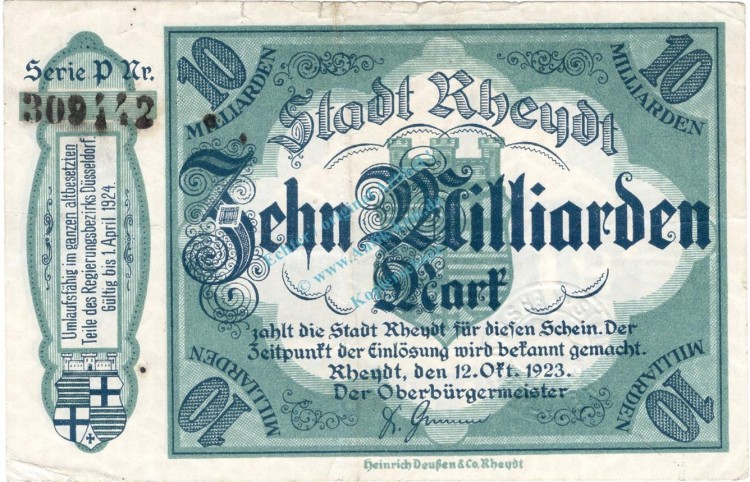 Serie P Nr.
309442
Umlaufsfähig im ganzen altbesetzten
Teile des Regierungsbezirks Düsseldorf.
Gültig bis 1. April 1924.
10 MILLIARDEN
10 MILLIARDEN
Stadt Rheydt
Zehn Milliarden
Mark
zahlt die Stadt Rheydt für diesen Schein. Der
Zeitpunkt der Einlösung wird bekannt gemacht.
Rheydt, den 12. Okt. 1923.
Der Oberbürgermeister
10 MILLIARDEN
10 MILLIARDEN
Heinrich Deußen & Co. Rheydt